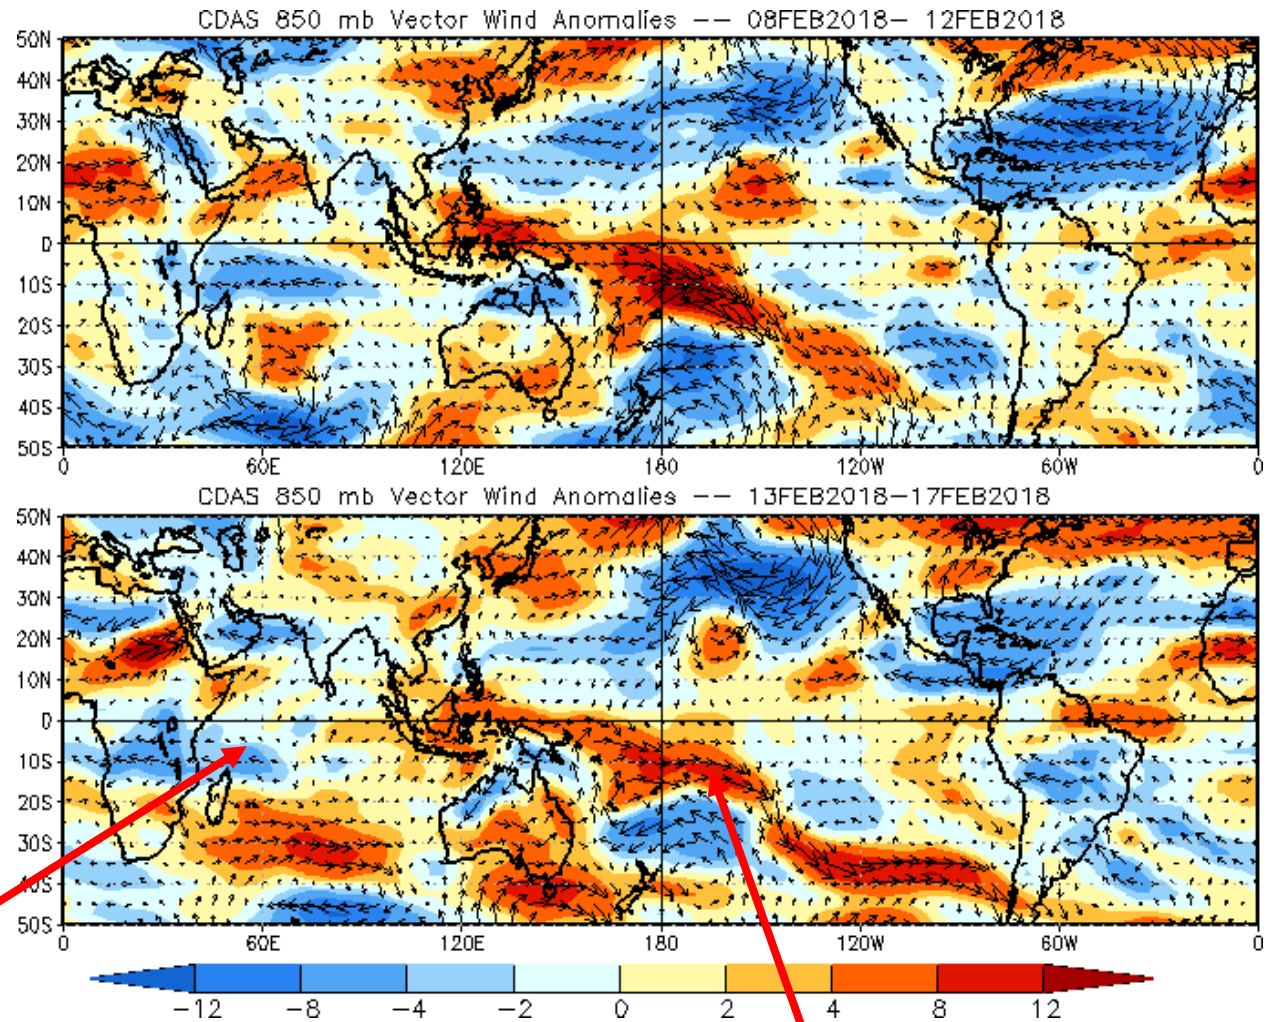 CDAS 850 mb Vector Wind Anomalies -- 08FEB2018- 12FEB2018
50N
40N
30N
20N
10N
0
10S
20S
30S
40S
50S
0 60E 120E 180 120W 60W 0
CDAS 850 mb Vector Wind Anomalies -- 13FEB2018-17FEB2018
50N
40N
30N
20N
10N
0
10S
20S
30S
40S
50S
0 60E 120E 180 120W 60W 0
-12 -8 -4 -2 0 2 4 8 12